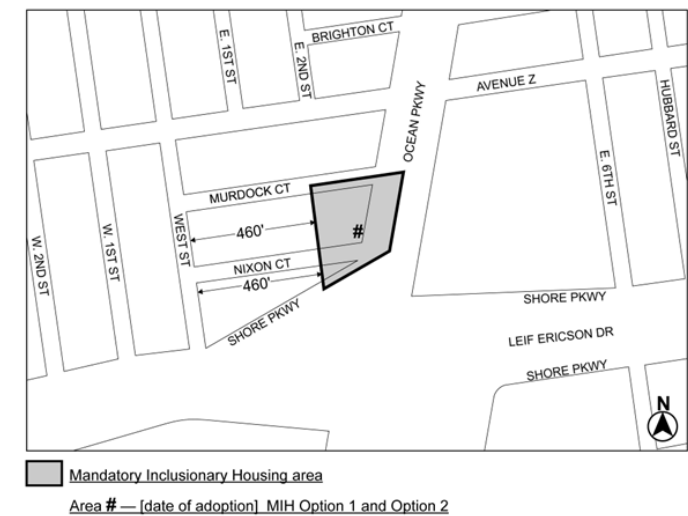 BRIGHTON CT
E. 1ST ST
E. 2ND ST
OCEAN PKWY
AVENUE Z
HUBBARD ST
E. 6TH ST
MURDOCK CT
WEST ST
460'
#
W. 1ST ST
W. 2ND ST
NIXON CT
460'
SHORE PKWY
SHORE PKWY
LEIF ERICSON DR
SHORE PKWY
N
Mandatory Inclusionary Housing area
Area # — [date of adoption] MIH Option 1 and Option 2